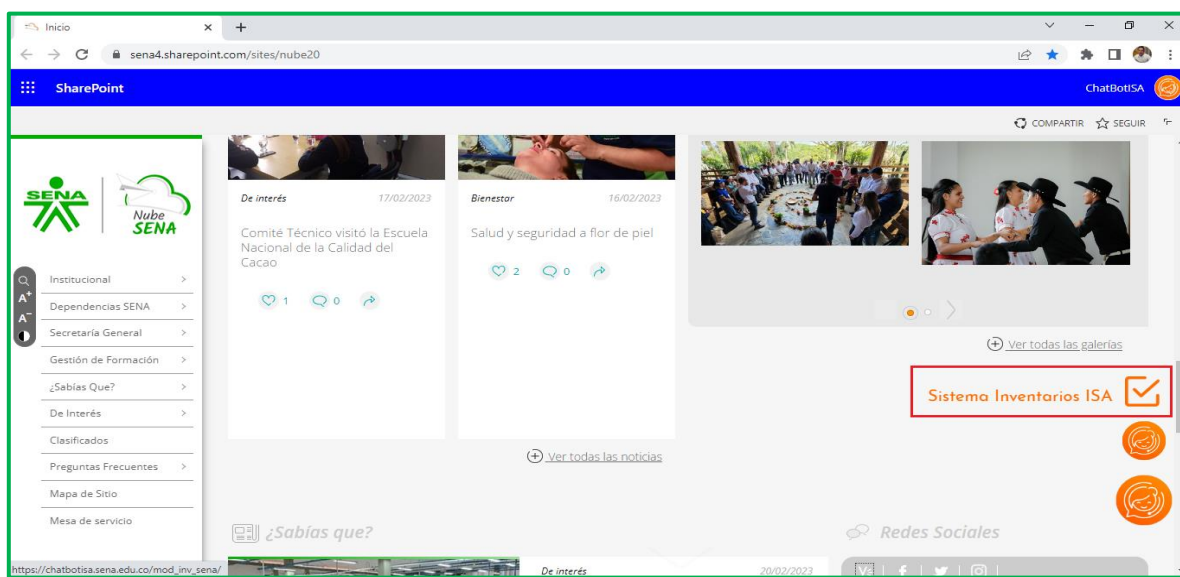 Inicio
sena4.sharepoint.com/sites/nube20
SharePoint
ChatBotISA
COMPARTIR
SEGUIR
SENA
Nube
SENA
Institucional
Dependencias SENA
Secretaría General
Gestión de Formación
¿Sabías Que?
De Interés
Clasificados
Preguntas Frecuentes
Mapa de Sitio
Mesa de servicio
A+
A-
De interés 17/02/2023
Comité Técnico visitó la Escuela
Nacional de la Calidad del
Cacao
1 0
Bienestar 16/02/2023
Salud y seguridad a flor de piel
2 0
Ver todas las noticias
Ver todas las galerías
Sistema Inventarios ISA
¿Sabías que?
Redes Sociales
De interés 20/02/2023
https://chatbotisa.sena.edu.co/mod_inv_sena/